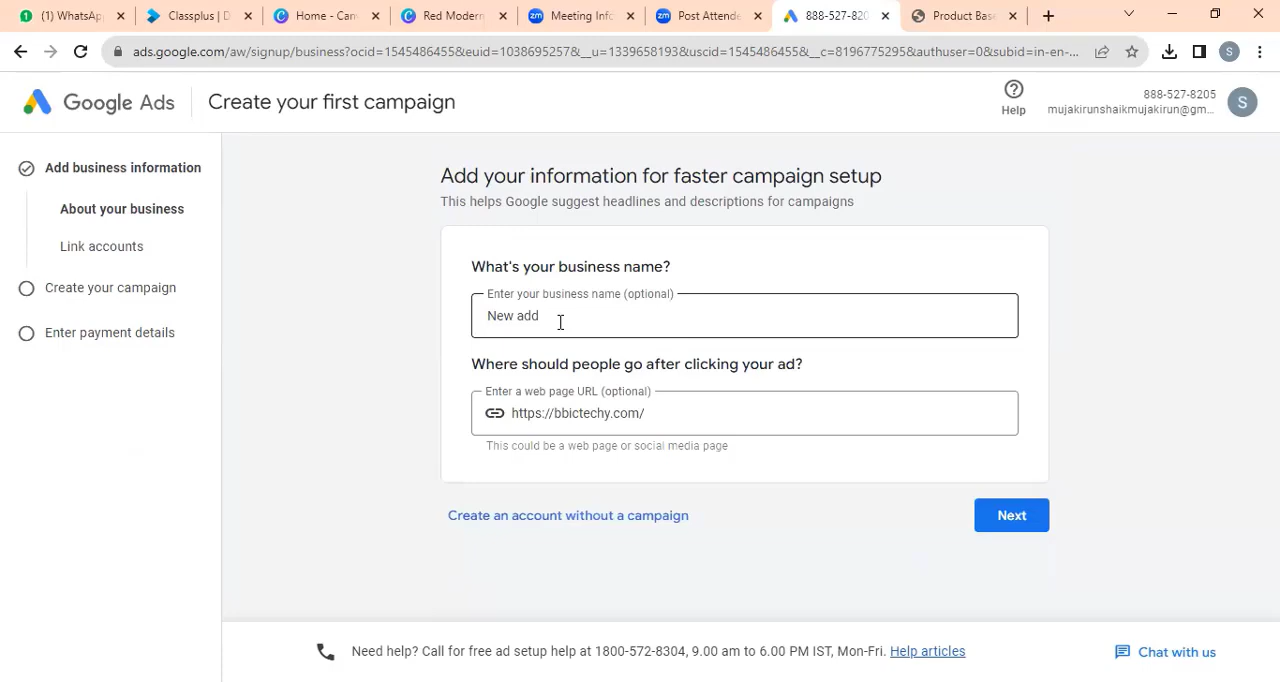 (1) WhatsApp
Classplus | D
Home - Can
Red Modern
zm Meeting Info
zm Post Attende
888-527-820
Product Base
ads.google.com/aw/signup/business?ocid=1545486455&euid=1038695257&__u=1339658193&uscid=1545486455&__c=8196775295&authuser=0&subid=in-en-...
S
Google Ads
Create your first campaign
Help
888-527-8205
mujakirunshaikmujakirun@gm...
S
Add business information
About your business
Link accounts
Create your campaign
Enter payment details
Add your information for faster campaign setup
This helps Google suggest headlines and descriptions for campaigns
What's your business name?
Enter your business name (optional)
New add
Where should people go after clicking your ad?
Enter a web page URL (optional)
https://bbictechy.com/
This could be a web page or social media page
Create an account without a campaign
Next
Need help? Call for free ad setup help at 1800-572-8304, 9.00 am to 6.00 PM IST, Mon-Fri. Help articles
Chat with us